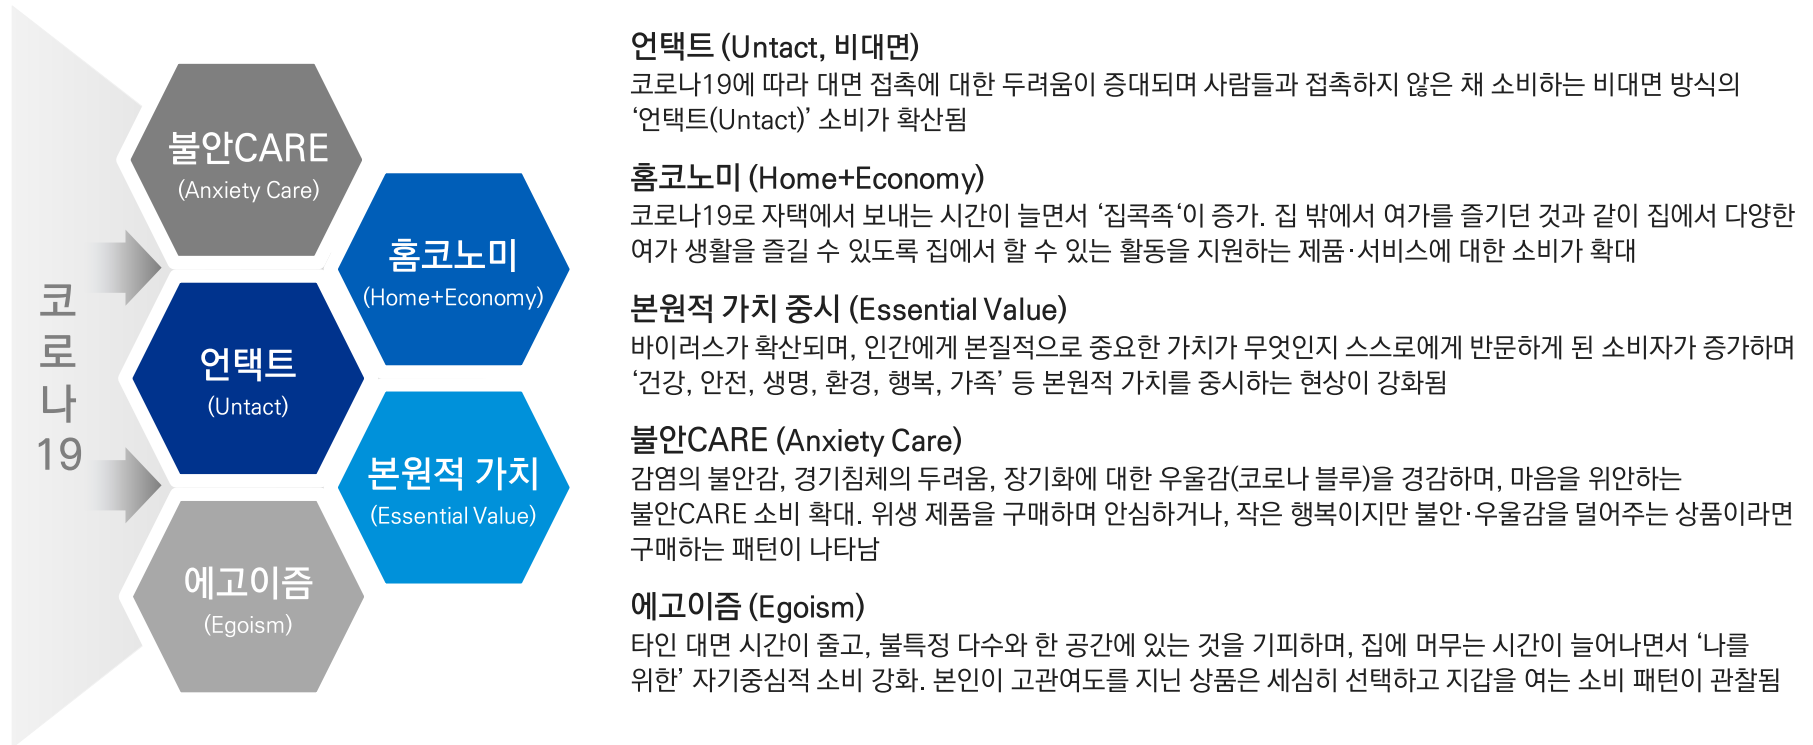 코
로
나
19
불안CARE
(Anxiety Care)
홈코노미
(Home+Economy)
언택트
(Untact)
본원적 가치
(Essential Value)
에고이즘
(Egoism)
언택트 (Untact, 비대면)
코로나19에 따라 대면 접촉에 대한 두려움이 증대되며 사람들과 접촉하지 않은 채 소비하는 비대면 방식의
‘언택트(Untact)’ 소비가 확산됨
홈코노미 (Home+Economy)
코로나19로 자택에서 보내는 시간이 늘면서 ‘집콕족‘이 증가. 집 밖에서 여가를 즐기던 것과 같이 집에서 다양한
여가 생활을 즐길 수 있도록 집에서 할 수 있는 활동을 지원하는 제품·서비스에 대한 소비가 확대
본원적 가치 중시 (Essential Value)
바이러스가 확산되며, 인간에게 본질적으로 중요한 가치가 무엇인지 스스로에게 반문하게 된 소비자가 증가하며
‘건강, 안전, 생명, 환경, 행복, 가족’ 등 본원적 가치를 중시하는 현상이 강화됨
불안CARE (Anxiety Care)
감염의 불안감, 경기침체의 두려움, 장기화에 대한 우울감(코로나 블루)을 경감하며, 마음을 위안하는
불안CARE 소비 확대. 위생 제품을 구매하며 안심하거나, 작은 행복이지만 불안·우울감을 덜어주는 상품이라면
구매하는 패턴이 나타남
에고이즘 (Egoism)
타인 대면 시간이 줄고, 불특정 다수와 한 공간에 있는 것을 기피하며, 집에 머무는 시간이 늘어나면서 ‘나를
위한’ 자기중심적 소비 강화. 본인이 고관여도를 지닌 상품은 세심히 선택하고 지갑을 여는 소비 패턴이 관찰됨